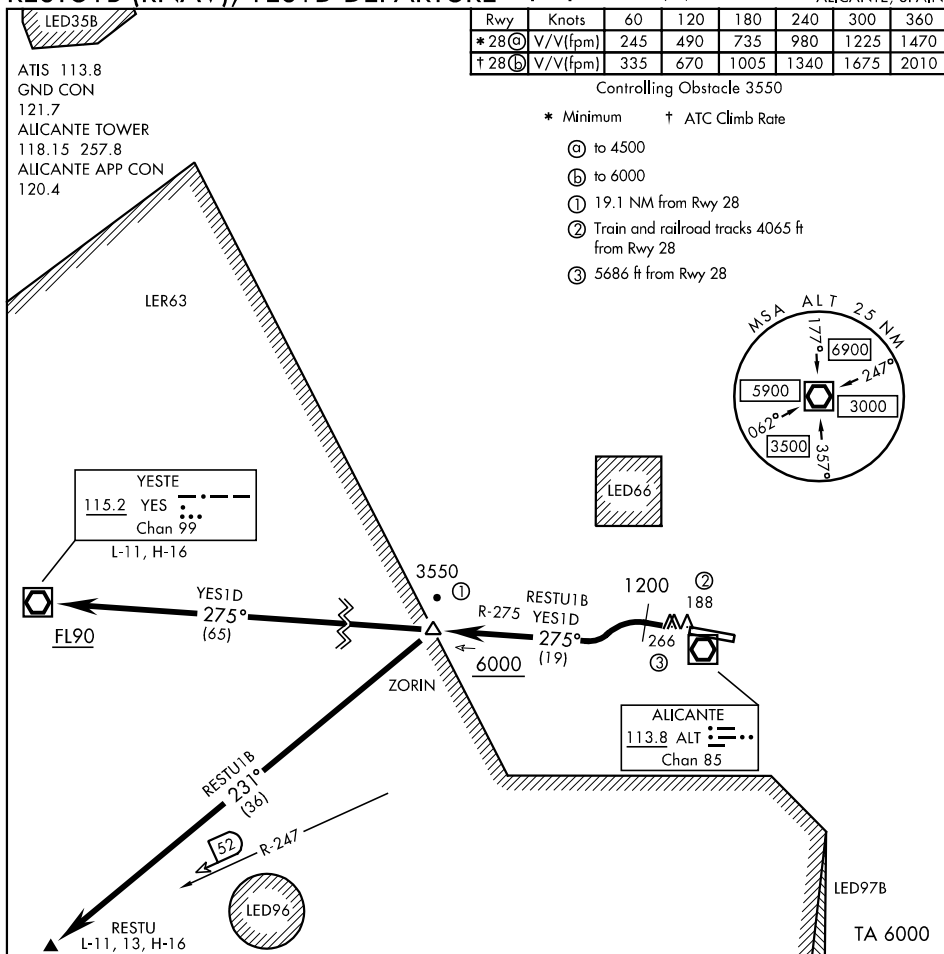 ALICANTE, SPAIN
LED35B
Rwy Knots 60 120 180 240 300 360
* 28 ⓐ V/V(fpm) 245 490 735 980 1225 1470
† 28 ⓑ V/V(fpm) 335 670 1005 1340 1675 2010
Controlling Obstacle 3550
* Minimum † ATC Climb Rate
ⓐ to 4500
ⓑ to 6000
① 19.1 NM from Rwy 28
② Train and railroad tracks 4065 ft
from Rwy 28
③ 5686 ft from Rwy 28
ATIS 113.8
GND CON
121.7
ALICANTE TOWER
118.15 257.8
ALICANTE APP CON
120.4
LER63
MSA ALT 25 NM
177°
6900
247°
5900
3000
062°
3500
357°
LED66
YESTE
115.2 YES
Chan 99
L-11, H-16
FL90
YES1D
275°
(65)
3550
①
R-275
RESTU1B
YES1D
275°
(19)
6000
ZORIN
1200
②
188
266
③
ALICANTE
113.8 ALT
Chan 85
RESTU1B
231°
(36)
52
R-247
LED96
RESTU
L-11, 13, H-16
LED97B
TA 6000